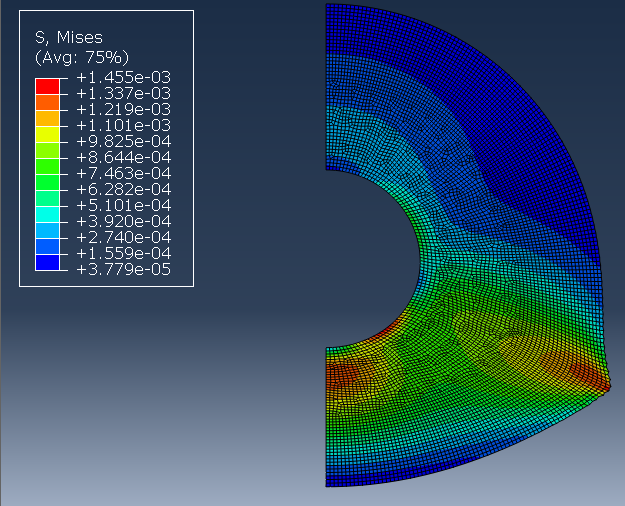 S, Mises
(Avg: 75%)
+1.455e-03
+1.337e-03
+1.219e-03
+1.101e-03
+9.825e-04
+8.644e-04
+7.463e-04
+6.282e-04
+5.101e-04
+3.920e-04
+2.740e-04
+1.559e-04
+3.779e-05